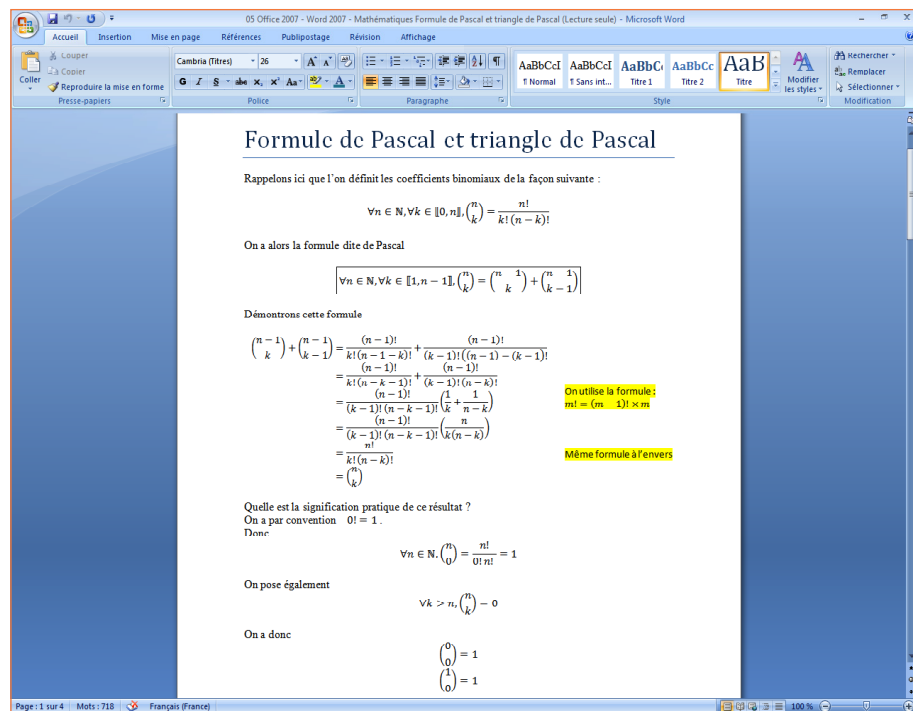 05 Office 2007 - Word 2007 - Mathématiques Formule de Pascal et triangle de Pascal (Lecture seule) - Microsoft Word
Accueil Insertion Mise en page Références Publipostage Révision Affichage
Coller
Couper
Copier
Reproduire la mise en forme
Presse-papiers
Cambria (Titres) 26
G I S abc X₂ X² Aa
Police
Paragraphe
AaBbCcI AaBbCcI AaBbC AaBbCc AaB
¶ Normal ¶ Sans int... Titre 1 Titre 2 Titre
Modifier les styles
Style
Rechercher
Remplacer
Sélectionner
Modification
Formule de Pascal et triangle de Pascal
Rappelons ici que l'on définit les coefficients binomiaux de la façon suivante :
∀n ∈ ℕ, ∀k ∈ ⟦0, n⟧, (n k) = n! / k! (n − k)!
On a alors la formule dite de Pascal
∀n ∈ ℕ, ∀k ∈ ⟦1, n − 1⟧, (n k) = (n 1 k) + (n 1 k − 1)
Démontrons cette formule
(n − 1 k) + (n − 1 k − 1) = (n − 1)! / k! (n − 1 − k)! + (n − 1)! / (k − 1)! ((n − 1) − (k − 1)!
= (n − 1)! / k! (n − k − 1)! + (n − 1)! / (k − 1)! (n − k)!
= (n − 1)! / (k − 1)! (n − k − 1)! (1/k + 1/(n − k))
On utilise la formule :
m! = (m 1)! × m
= (n − 1)! / (k − 1)! (n − k − 1)! (n / k(n − k))
= n! / k! (n − k)!
Même formule à l'envers
= (n k)
Quelle est la signification pratique de ce résultat ?
On a par convention 0! = 1 .
Donc
∀n ∈ ℕ, (n 0) = n! / 0! n! = 1
On pose également
∀k > n, (n k) − 0
On a donc
(0 0) = 1
(1 0) = 1
Page : 1 sur 4 Mots : 718 Français (France) 100 %